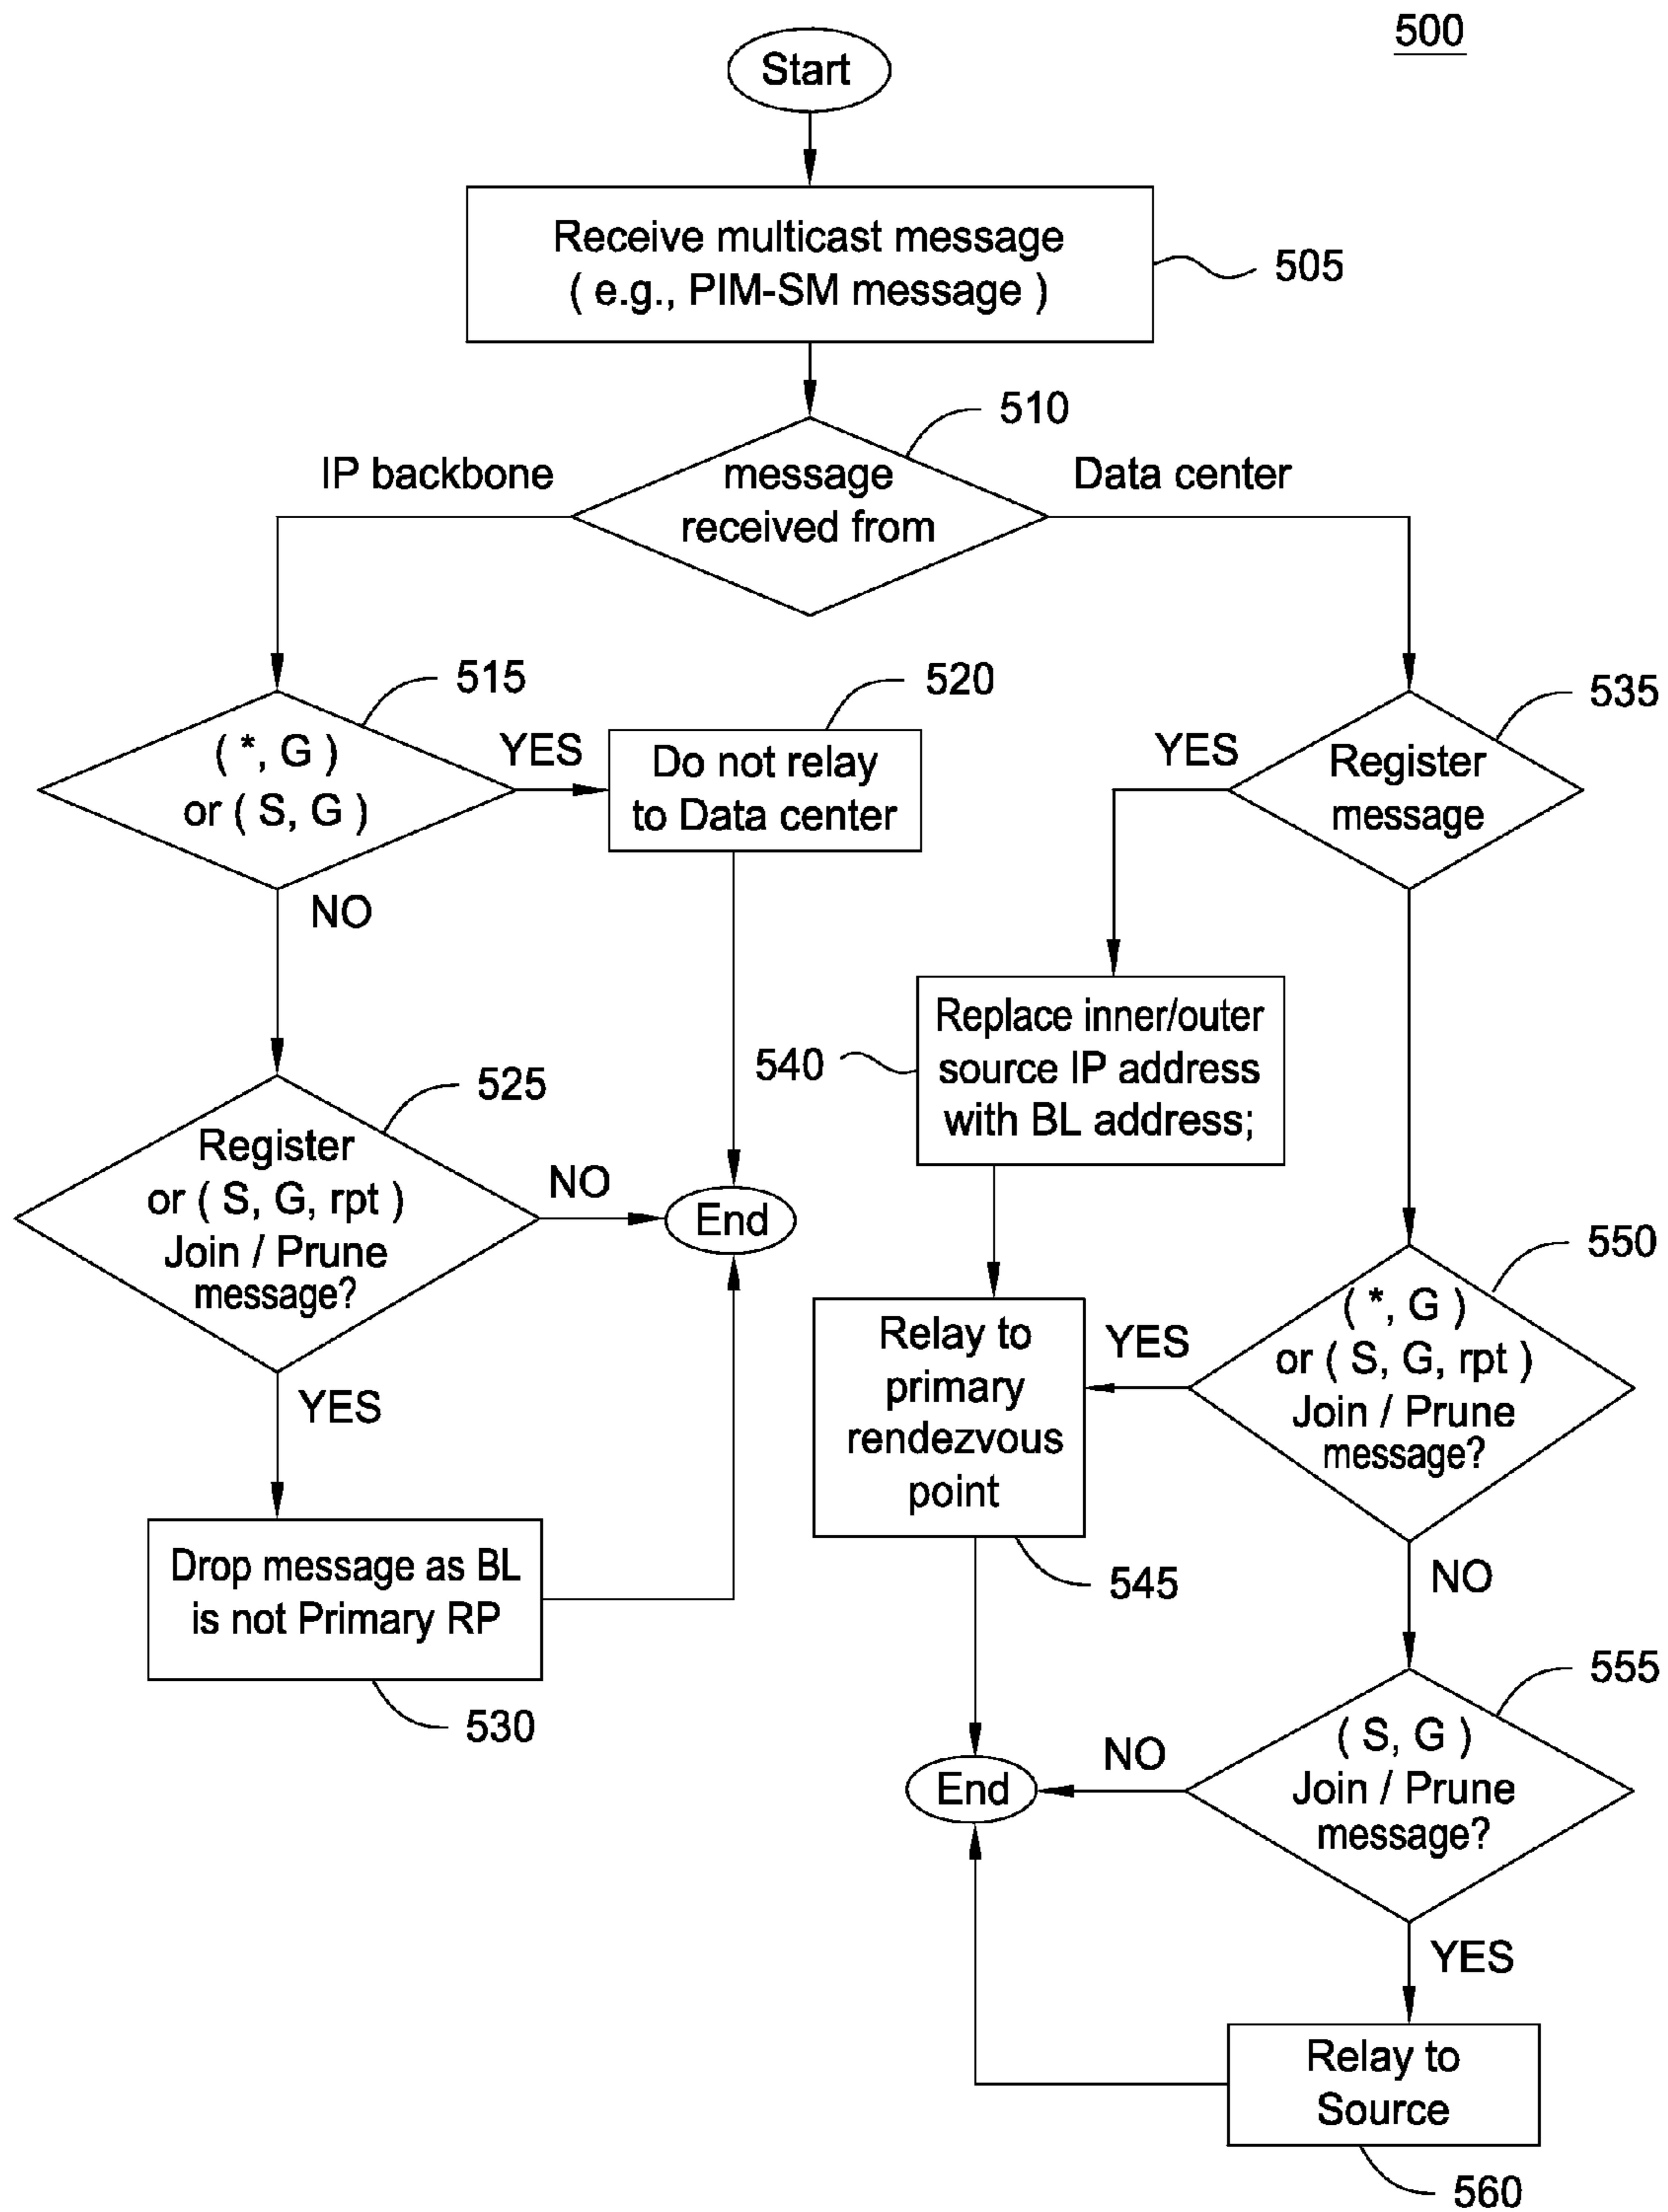 500
Start
Receive multicast message
( e.g., PIM-SM message )
505
510
IP backbone
message
received from
Data center
515
( *, G )
or ( S, G )
YES
520
Do not relay
to Data center
535
YES
Register
message
NO
540
Replace inner/outer
source IP address
with BL address;
525
Register
or ( S, G, rpt )
Join / Prune
message?
NO
End
YES
550
( *, G )
or ( S, G, rpt )
Join / Prune
message?
YES
Relay to
primary
rendezvous
point
545
NO
Drop message as BL
is not Primary RP
530
555
( S, G )
Join / Prune
message?
NO
End
YES
Relay to
Source
560